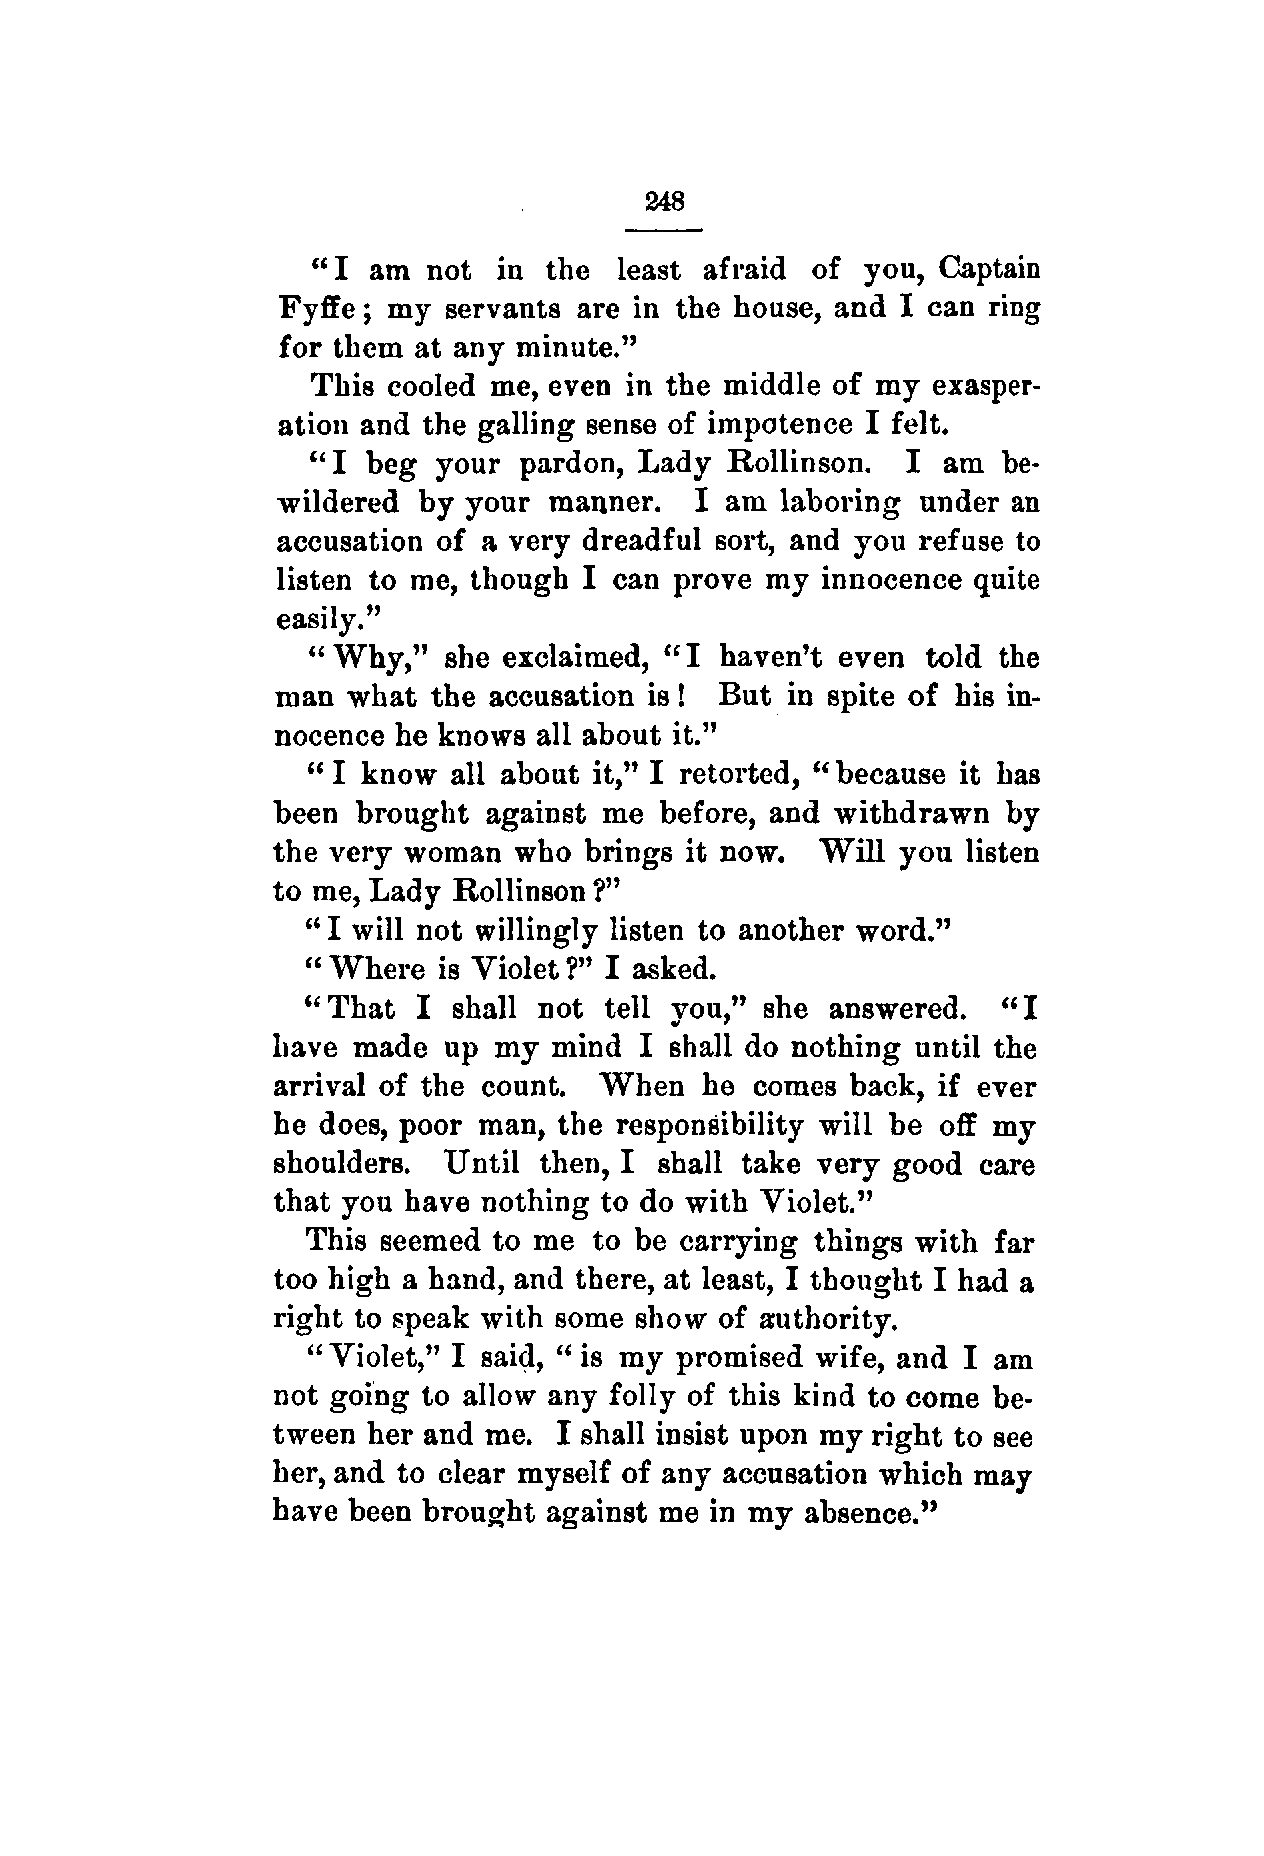 248
“I am not in the least afraid of you, Captain
Fyffe; my servants are in the house, and I can ring
for them at any minute.”
This cooled me, even in the middle of my exasper-
ation and the galling sense of impotence I felt.
“I beg your pardon, Lady Rollinson. I am be-
wildered by your manner. I am laboring under an
accusation of a very dreadful sort, and you refuse to
listen to me, though I can prove my innocence quite
easily.”
“Why,” she exclaimed, “I haven’t even told the
man what the accusation is! But in spite of his in-
nocence he knows all about it.”
“I know all about it,” I retorted, “because it has
been brought against me before, and withdrawn by
the very woman who brings it now. Will you listen
to me, Lady Rollinson?”
“I will not willingly listen to another word.”
“Where is Violet?” I asked.
“That I shall not tell you,” she answered. “I
have made up my mind I shall do nothing until the
arrival of the count. When he comes back, if ever
he does, poor man, the responsibility will be off my
shoulders. Until then, I shall take very good care
that you have nothing to do with Violet.”
This seemed to me to be carrying things with far
too high a hand, and there, at least, I thought I had a
right to speak with some show of authority.
“Violet,” I said, “is my promised wife, and I am
not going to allow any folly of this kind to come be-
tween her and me. I shall insist upon my right to see
her, and to clear myself of any accusation which may
have been brought against me in my absence.”